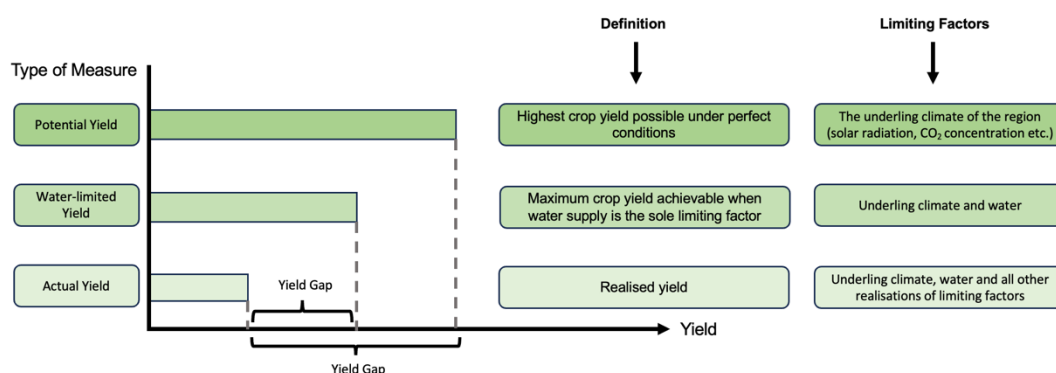 Definition
Limiting Factors
Type of Measure
Potential Yield
Highest crop yield possible under perfect
conditions
The underling climate of the region
(solar radiation, CO₂ concentration etc.)
Water-limited
Yield
Maximum crop yield achievable when
water supply is the sole limiting factor
Underling climate and water
Actual Yield
Yield Gap
Realised yield
Underling climate, water and all other
realisations of limiting factors
Yield
Yield Gap